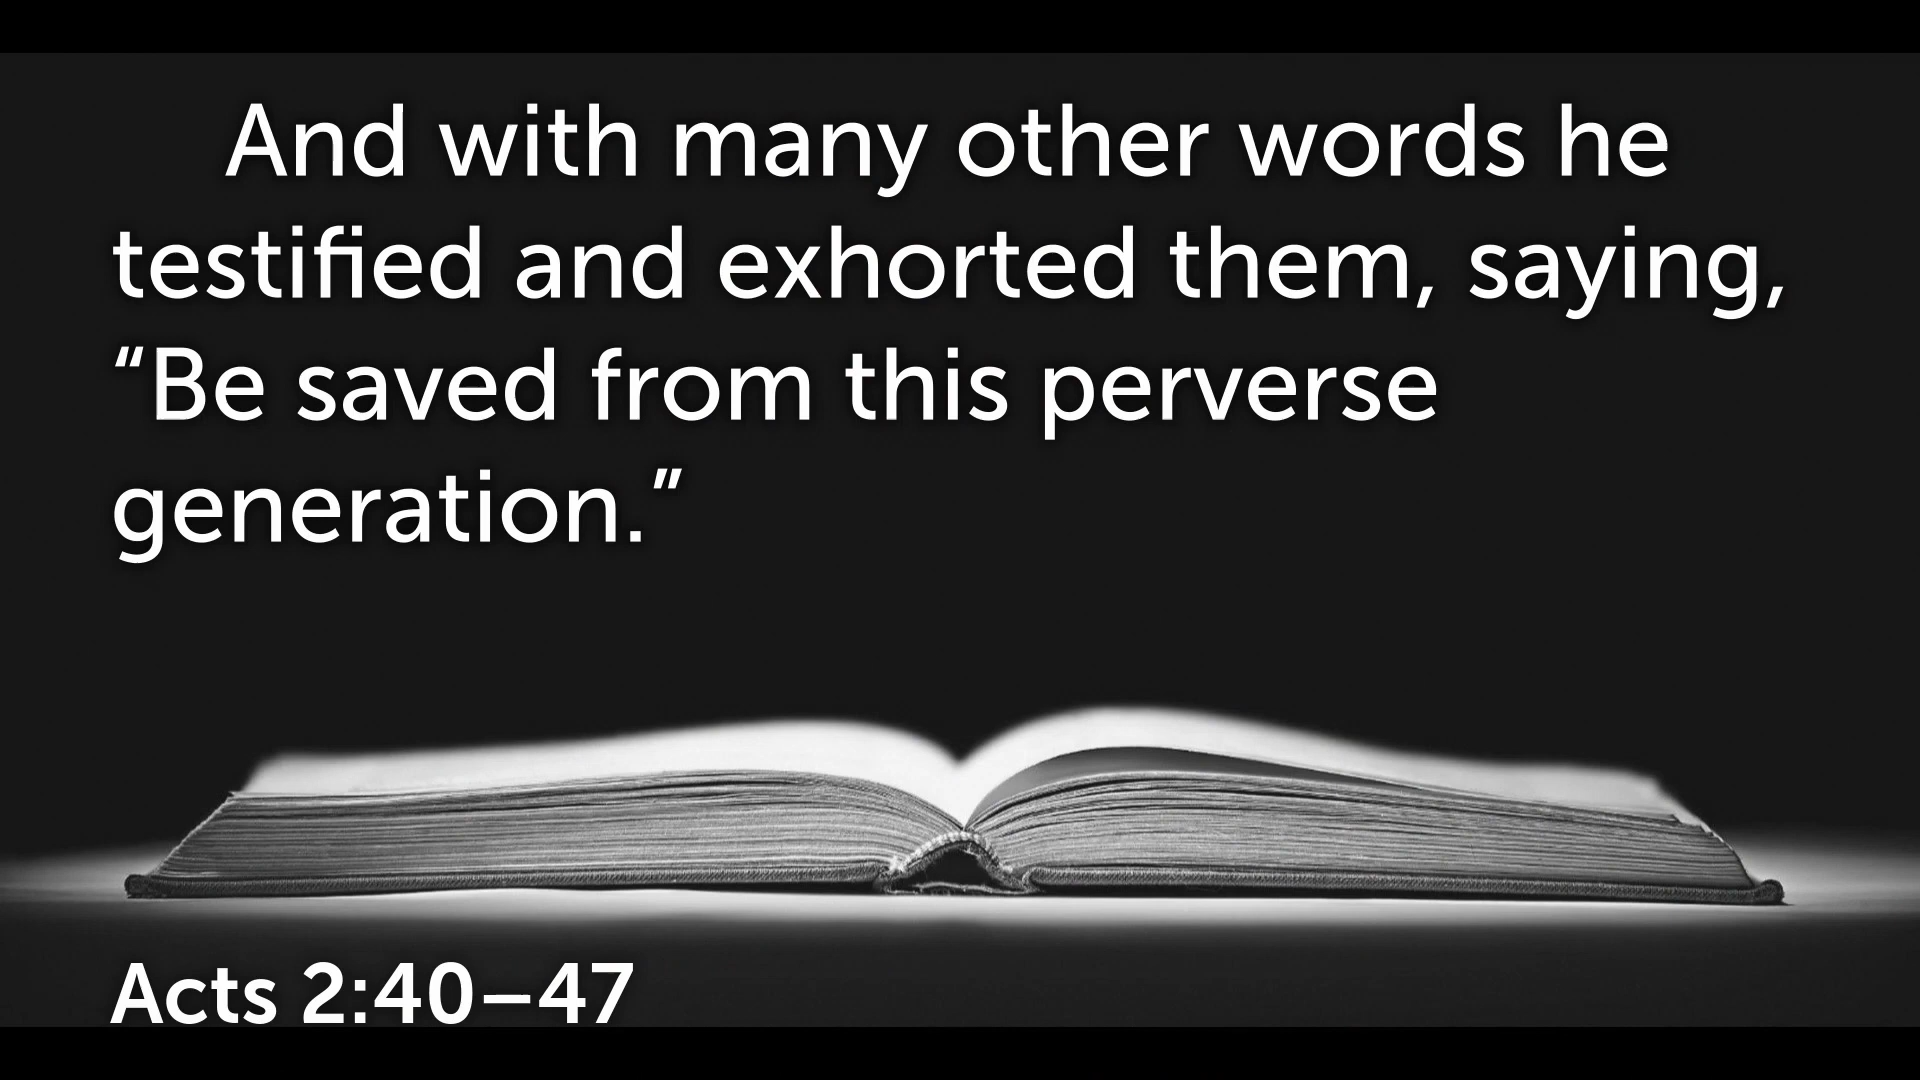 And with many other words he
testified and exhorted them, saying,
“Be saved from this perverse
generation.”
Acts 2:40–47